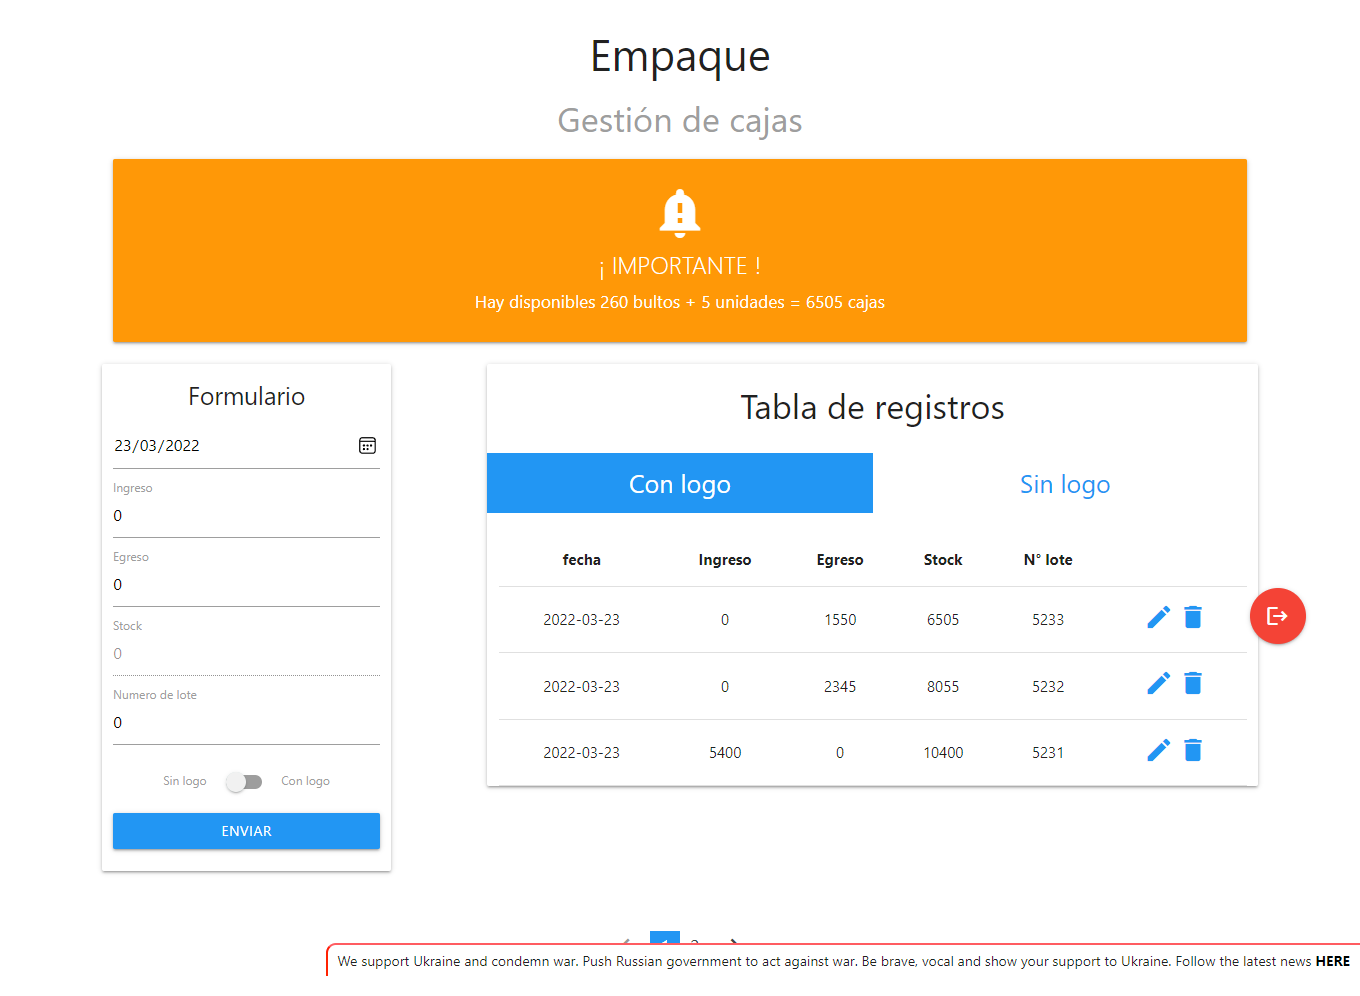 Empaque
Gestión de cajas
¡ IMPORTANTE !
Hay disponibles 260 bultos + 5 unidades = 6505 cajas
Formulario
23/03/2022
Ingreso
0
Egreso
0
Stock
0
Numero de lote
0
Sin logo Con logo
ENVIAR
Tabla de registros
Con logo Sin logo
fecha Ingreso Egreso Stock N° lote
2022-03-23 0 1550 6505 5233
2022-03-23 0 2345 8055 5232
2022-03-23 5400 0 10400 5231
We support Ukraine and condemn war. Push Russian government to act against war. Be brave, vocal and show your support to Ukraine. Follow the latest news HERE